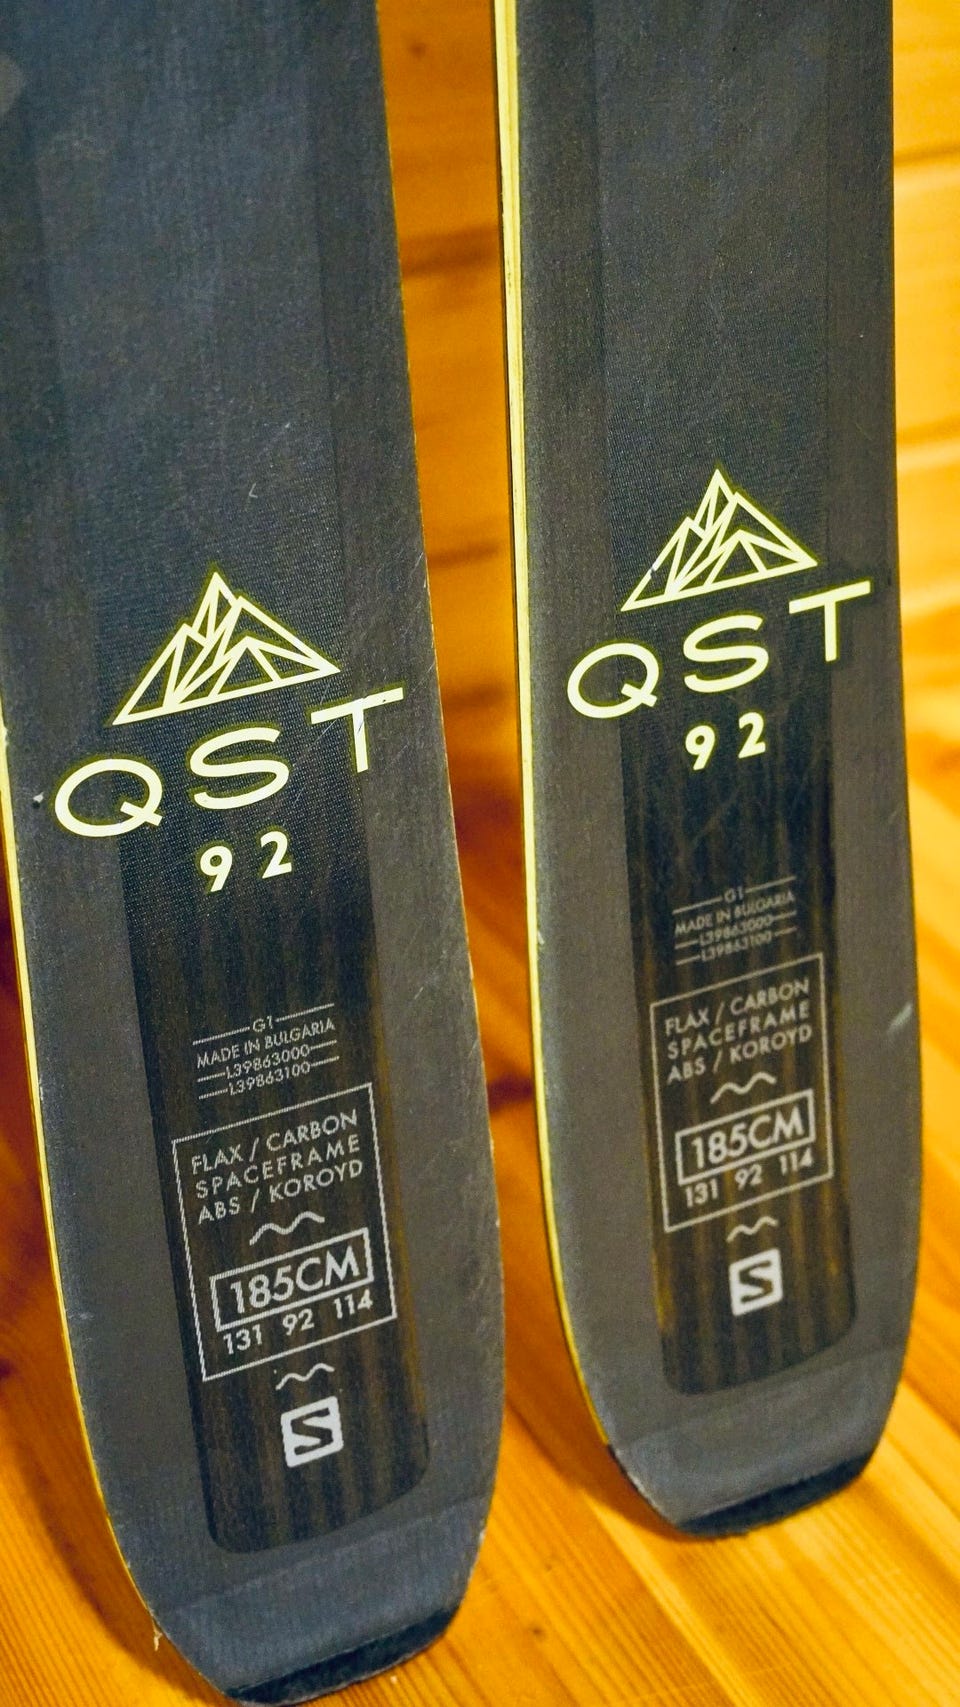 QST
92
G1
MADE IN BULGARIA
L39863000
L39863100
FLAX / CARBON
SPACEFRAME
ABS / KOROYD
185CM
131 92 114
S
QST
92
G1
MADE IN BULGARIA
L39863000
L39863100
FLAX / CARBON
SPACEFRAME
ABS / KOROYD
185CM
131 92 114
S